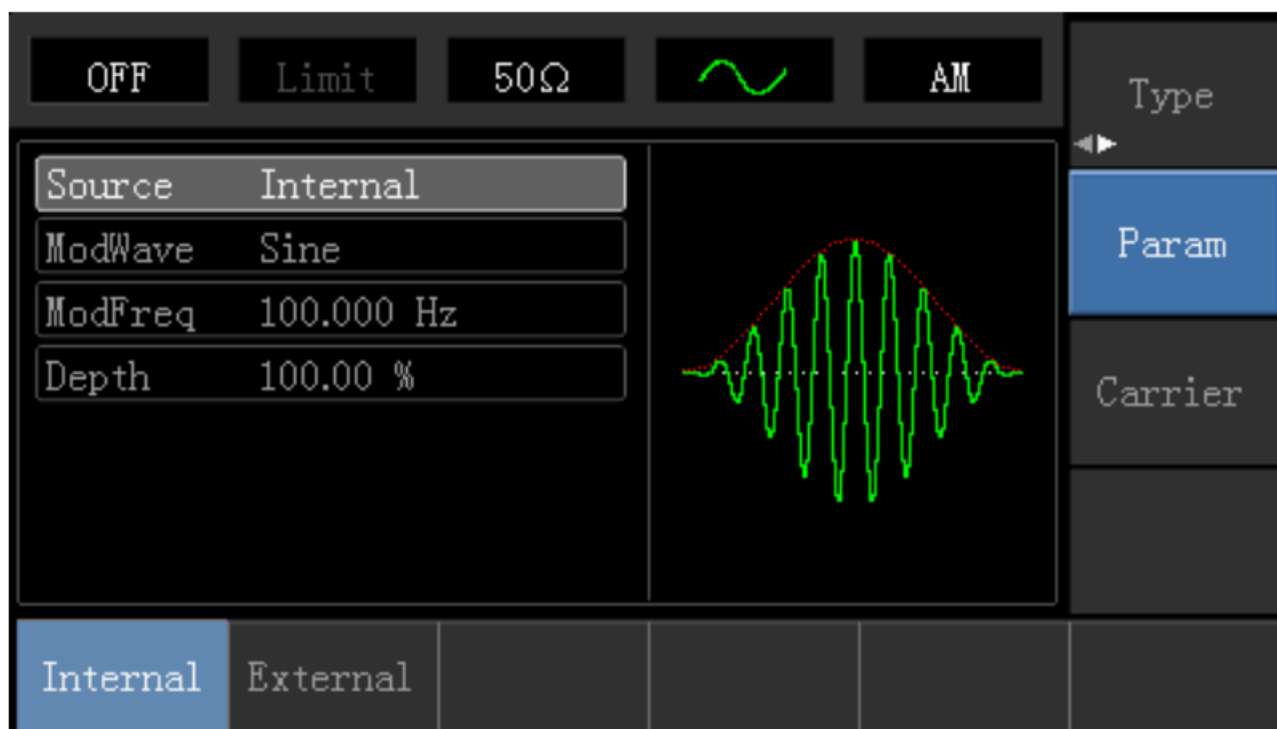 OFF Limit 50Ω AM
Type
Source Internal
ModWave Sine
ModFreq 100.000 Hz
Depth 100.00 %
Param
Carrier
Internal External